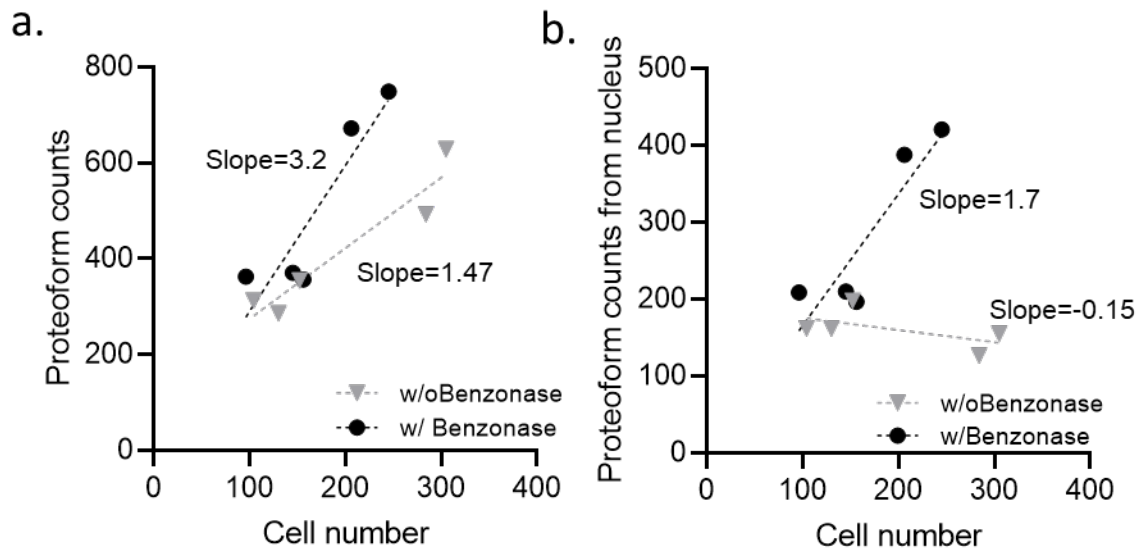 a.
Proteoform counts
800
600
400
200
0
0 100 200 300 400
Cell number
Slope=3.2
Slope=1.47
w/oBenzonase
w/ Benzonase
b.
Proteoform counts from nucleus
500
400
300
200
100
0
0 100 200 300 400
Cell number
Slope=1.7
Slope=-0.15
w/oBenzonase
w/Benzonase